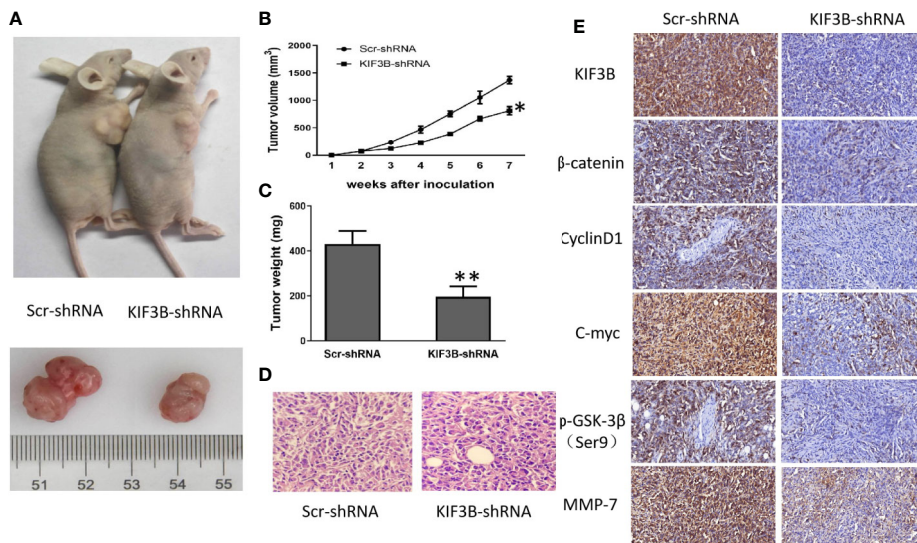 A
Scr-shRNA KIF3B-shRNA
51 52 53 54 55
B
Scr-shRNA
KIF3B-shRNA
Tumor volume (mm³)
2000
1500
1000
500
0
1 2 3 4 5 6 7
*
weeks after inoculation
C
Tumor weight (mg)
600
400
200
0
**
Scr-shRNA KIF3B-shRNA
D
Scr-shRNA KIF3B-shRNA
E
Scr-shRNA KIF3B-shRNA
KIF3B
β-catenin
CyclinD1
C-myc
p-GSK-3β
(Ser9)
MMP-7